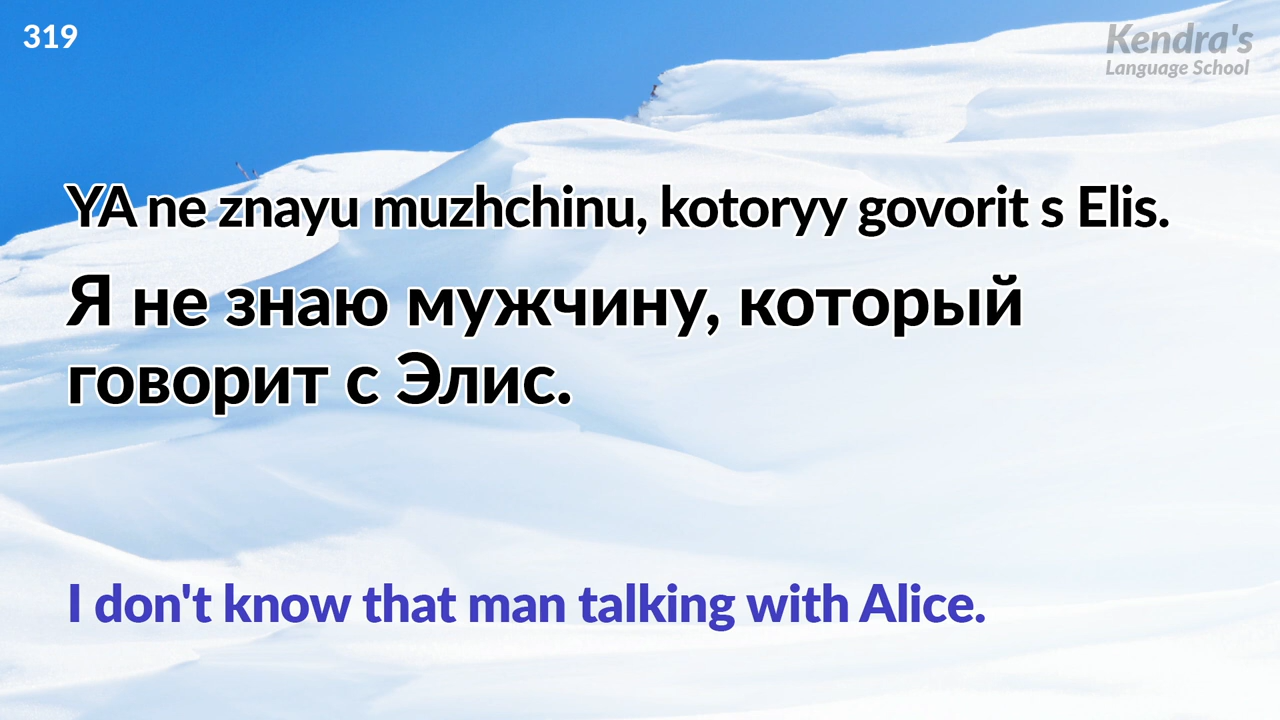 319
Kendra's
Language School
YA ne znayu muzhchinu, kotoryy govorit s Elis.
Я не знаю мужчину, который
говорит с Элис.
I don't know that man talking with Alice.